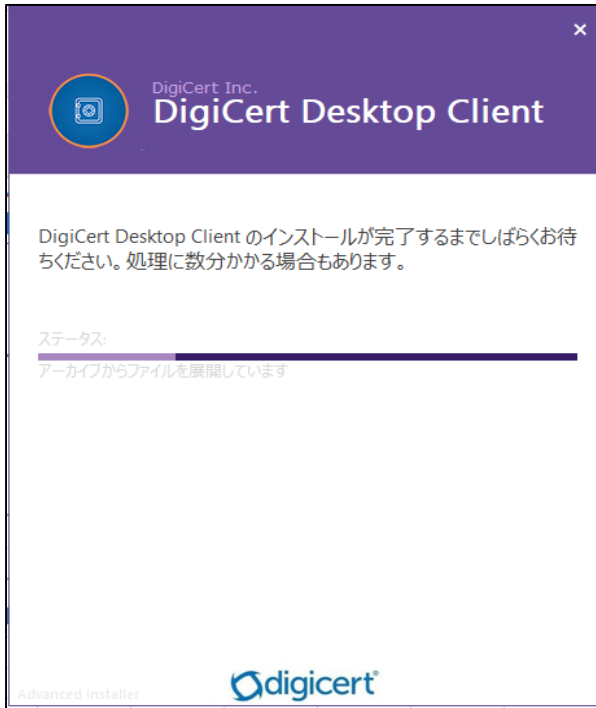 ×
DigiCert Inc.
DigiCert Desktop Client
DigiCert Desktop Client のインストールが完了するまでしばらくお待
ちください。処理に数分かかる場合もあります。
ステータス:
アーカイブからファイルを展開しています
Advanced Installer
digicert®